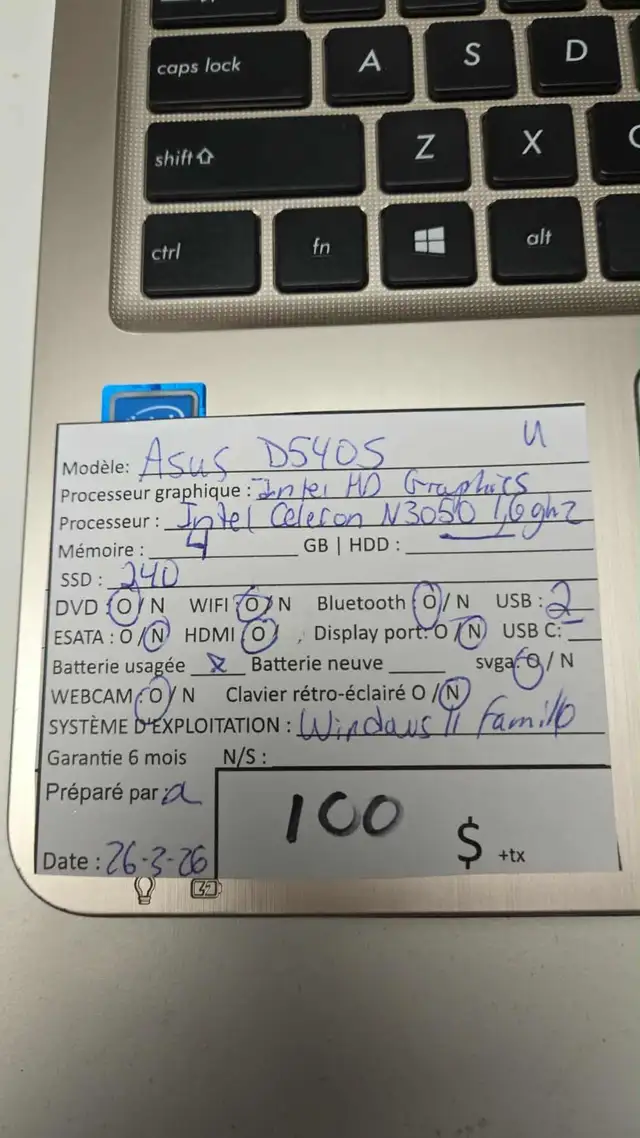 A S D
caps lock
Z X
shift
ctrl fn alt
intel
U
Modèle: Asus D540S
Processeur graphique : Intel HD Graphics
Processeur : Intel Celeron N3050 1,6ghz
Mémoire : 4 GB | HDD :
SSD : 240
DVD : O / N WIFI O / N Bluetooth : O / N USB : 2
ESATA : O / N HDMI O / Display port: O / N USB C:
Batterie usagée X Batterie neuve svga: O / N
WEBCAM : O / N Clavier rétro-éclairé O / N
SYSTÈME D'EXPLOITATION : Windows 11 famille
Garantie 6 mois N/S :
Préparé par : a
100 $ +tx
Date : 26-3-26